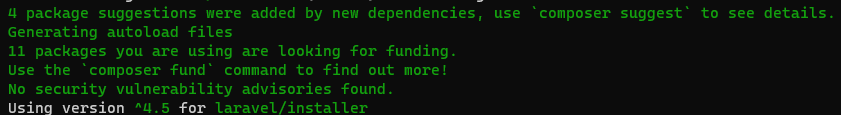 4 package suggestions were added by new dependencies, use `composer suggest` to see details.
Generating autoload files
11 packages you are using are looking for funding.
Use the `composer fund` command to find out more!
No security vulnerability advisories found.
Using version ^4.5 for laravel/installer